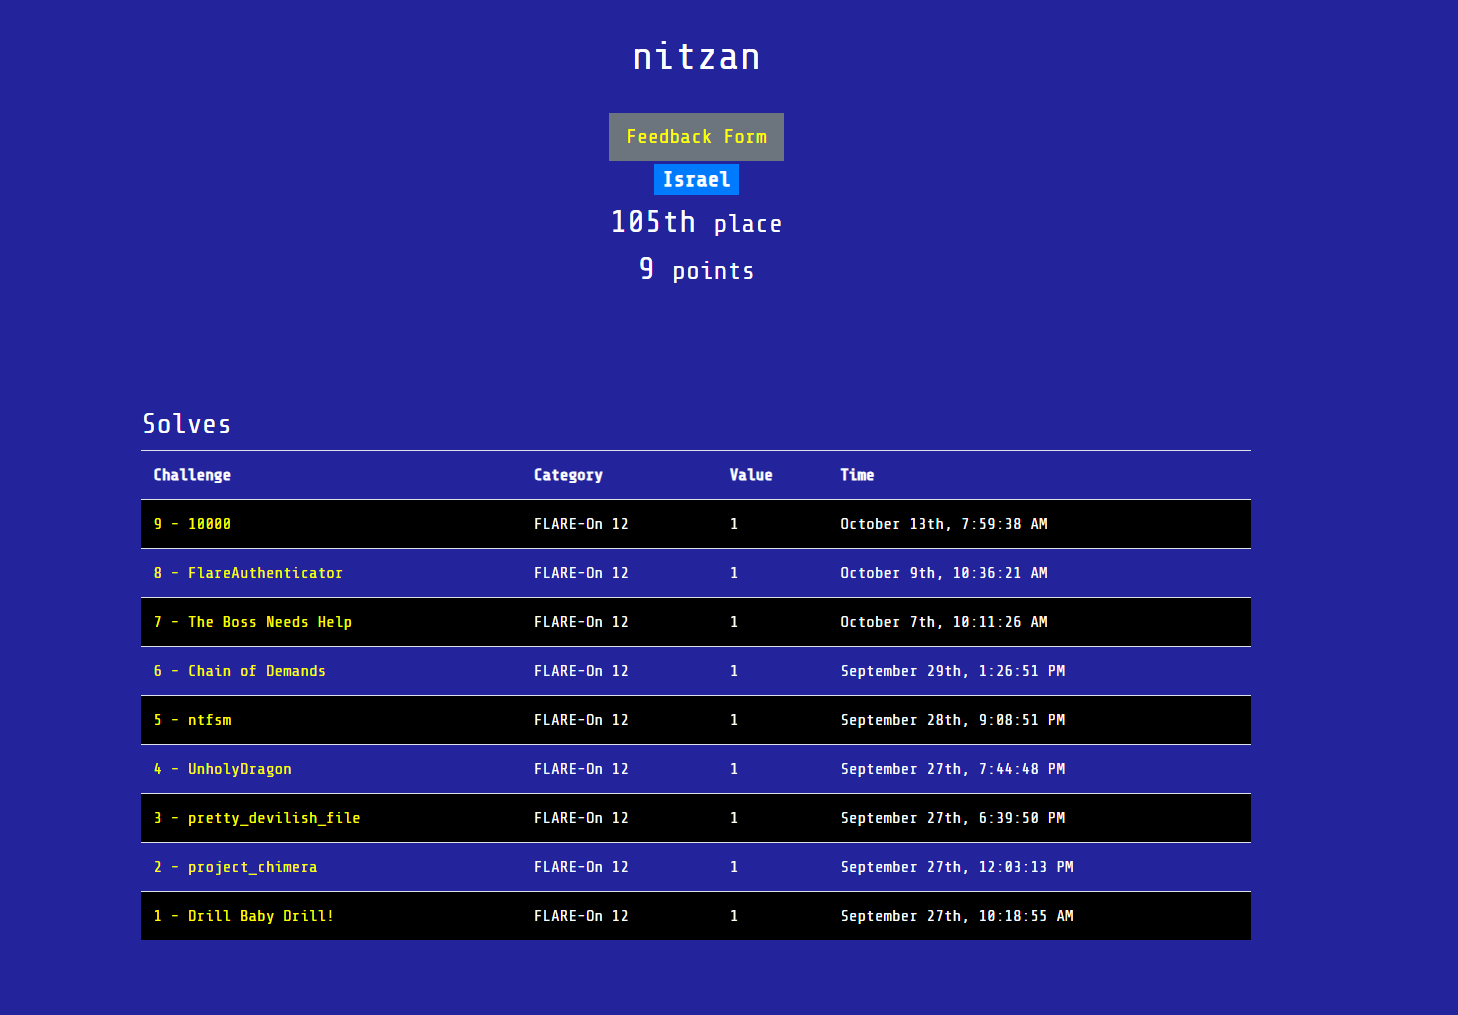 nitzan
Feedback Form
Israel
105th place
9 points
Solves
Challenge Category Value Time
9 - 10000 FLARE-On 12 1 October 13th, 7:59:38 AM
8 - FlareAuthenticator FLARE-On 12 1 October 9th, 10:36:21 AM
7 - The Boss Needs Help FLARE-On 12 1 October 7th, 10:11:26 AM
6 - Chain of Demands FLARE-On 12 1 September 29th, 1:26:51 PM
5 - ntfsm FLARE-On 12 1 September 28th, 9:08:51 PM
4 - UnholyDragon FLARE-On 12 1 September 27th, 7:44:48 PM
3 - pretty_devilish_file FLARE-On 12 1 September 27th, 6:39:50 PM
2 - project_chimera FLARE-On 12 1 September 27th, 12:03:13 PM
1 - Drill Baby Drill! FLARE-On 12 1 September 27th, 10:18:55 AM